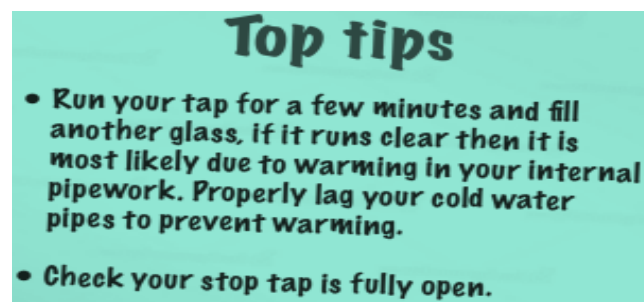 Top tips
• Run your tap for a few minutes and fill
another glass, if it runs clear then it is
most likely due to warming in your internal
pipework. Properly lag your cold water
pipes to prevent warming.
• Check your stop tap is fully open.